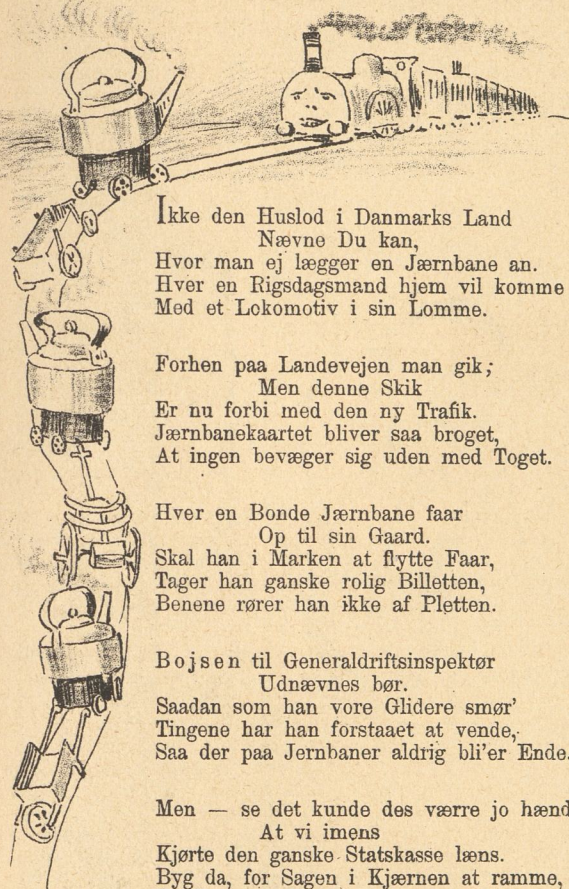 Ikke den Huslod i Danmarks Land
Nævne Du kan,
Hvor man ej lægger en Jærnbane an.
Hver en Rigsdagsmand hjem vil komme
Med et Lokomotiv i sin Lomme.
Forhen paa Landevejen man gik;
Men denne Skik
Er nu forbi med den ny Trafik.
Jærnbanekaartet bliver saa broget,
At ingen bevæger sig uden med Toget.
Hver en Bonde Jærnbane faar
Op til sin Gaard.
Skal han i Marken at flytte Faar,
Tager han ganske rolig Billetten,
Benene rører han ikke af Pletten.
Bojsen til Generaldriftsinspektør
Udnævnes bør.
Saadan som han vore Glidere smør'
Tingene har han forstaaet at vende,
Saa der paa Jernbaner aldrig bli'er Ende.
Men — se det kunde des værre jo hænd
At vi imens
Kjørte den ganske Statskasse læns.
Byg da, for Sagen i Kjærnen at ramme,